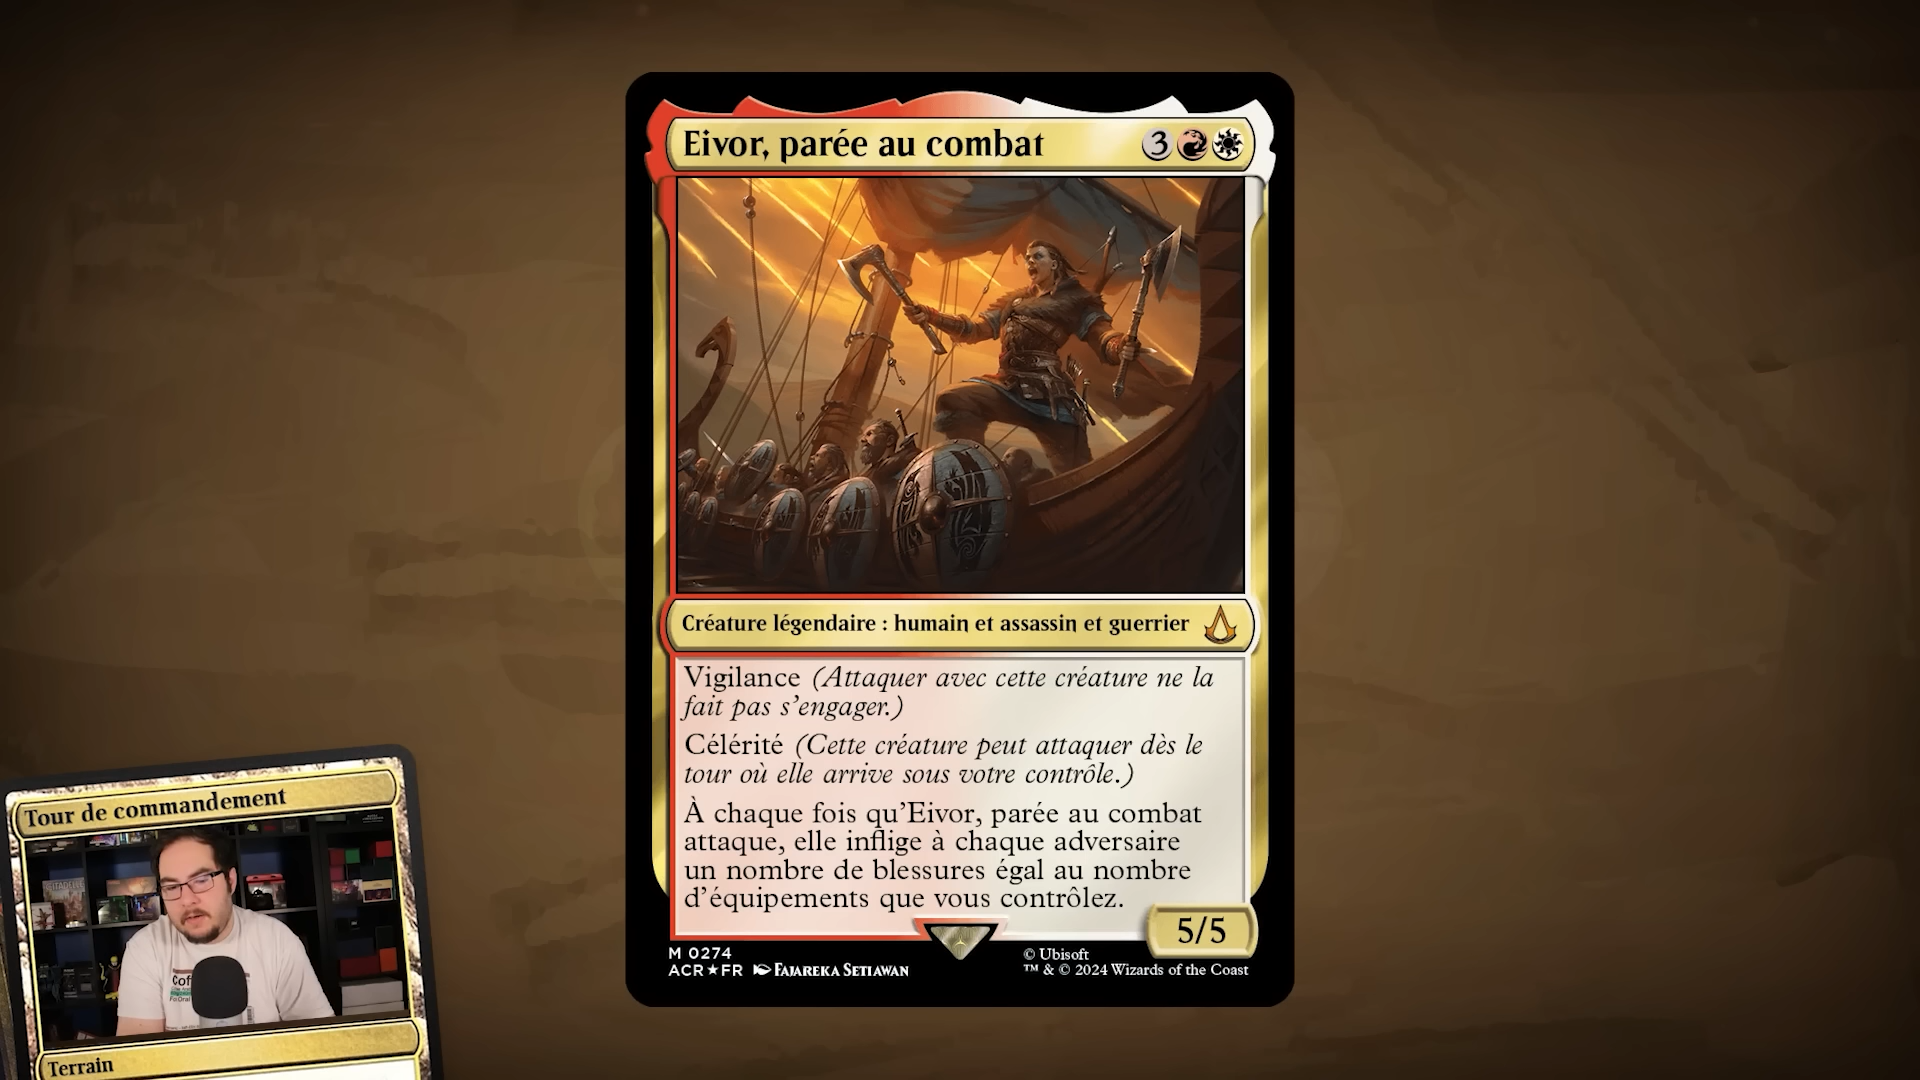 Eivor, parée au combat
3
Créature légendaire : humain et assassin et guerrier
Vigilance (Attaquer avec cette créature ne la
fait pas s'engager.)
Célérité (Cette créature peut attaquer dès le
tour où elle arrive sous votre contrôle.)
À chaque fois qu'Eivor, parée au combat
attaque, elle inflige à chaque adversaire
un nombre de blessures égal au nombre
d'équipements que vous contrôlez.
5/5
M 0274
ACR★FR Fajareka Setiawan
© Ubisoft
™ & © 2024 Wizards of the Coast
Tour de commandement
CITADELLES
Terrain